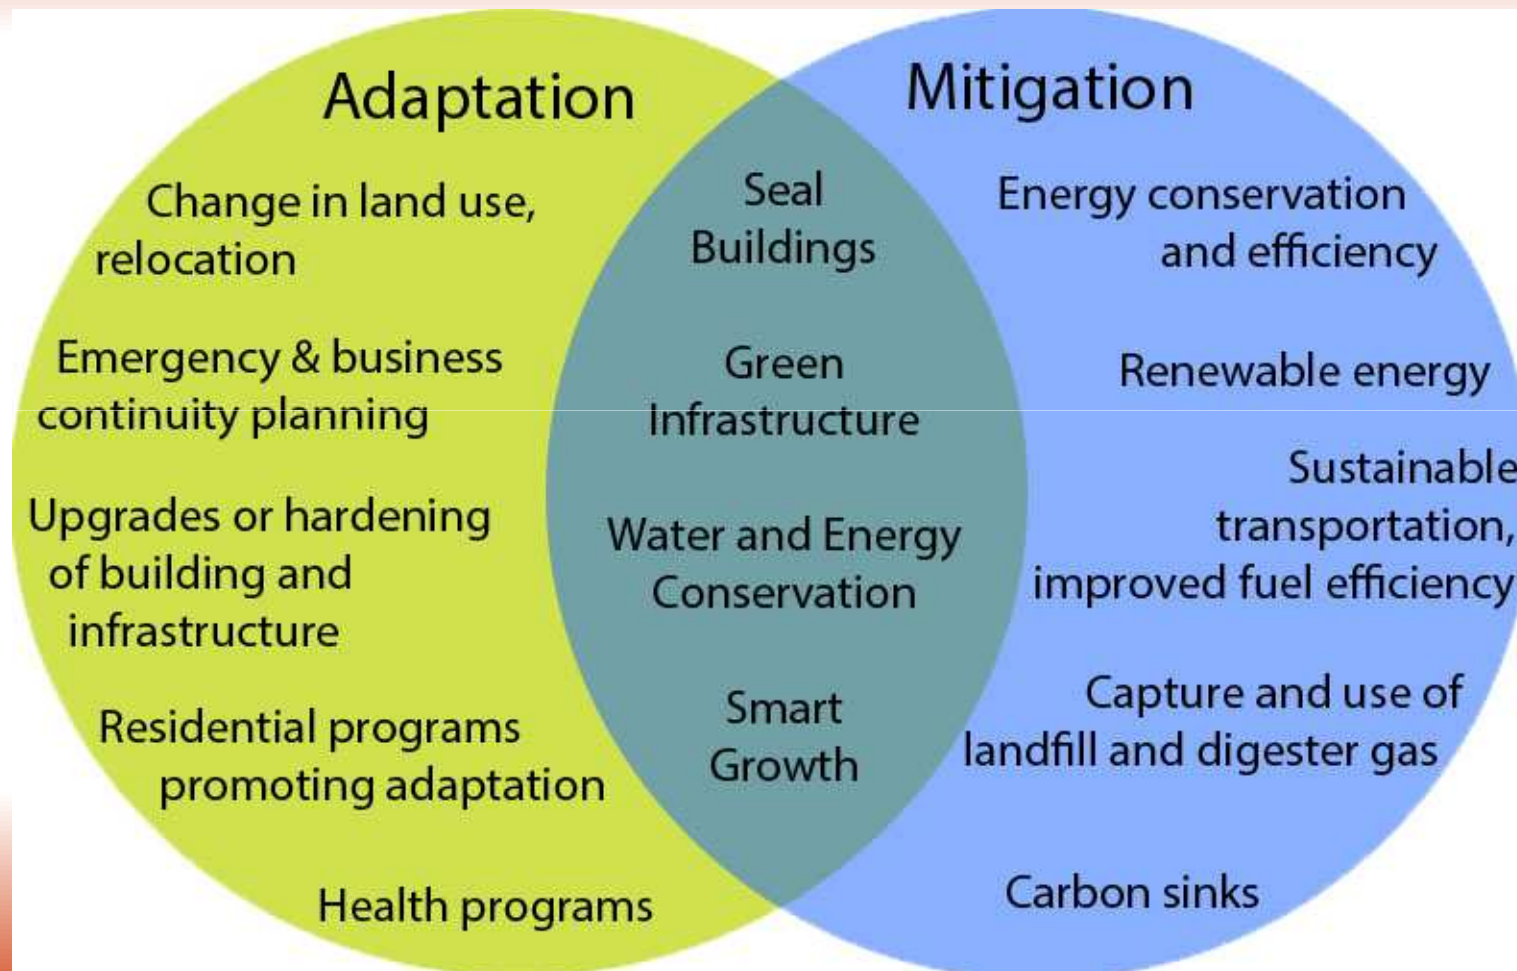 Adaptation
Change in land use,
relocation
Emergency & business
continuity planning
Upgrades or hardening
of building and
infrastructure
Residential programs
promoting adaptation
Health programs
Seal
Buildings
Green
Infrastructure
Water and Energy
Conservation
Smart
Growth
Mitigation
Energy conservation
and efficiency
Renewable energy
Sustainable
transportation,
improved fuel efficiency
Capture and use of
landfill and digester gas
Carbon sinks